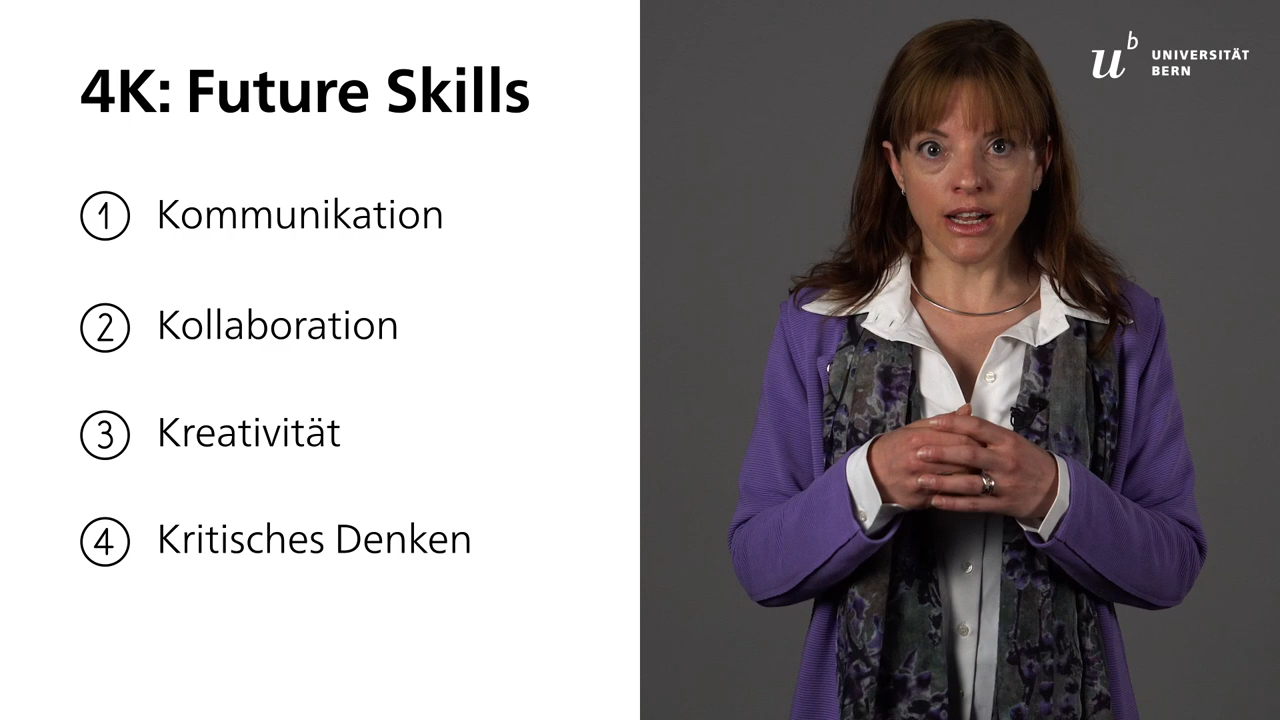 4K: Future Skills
1 Kommunikation
2 Kollaboration
3 Kreativität
4 Kritisches Denken
u b UNIVERSITÄT
BERN